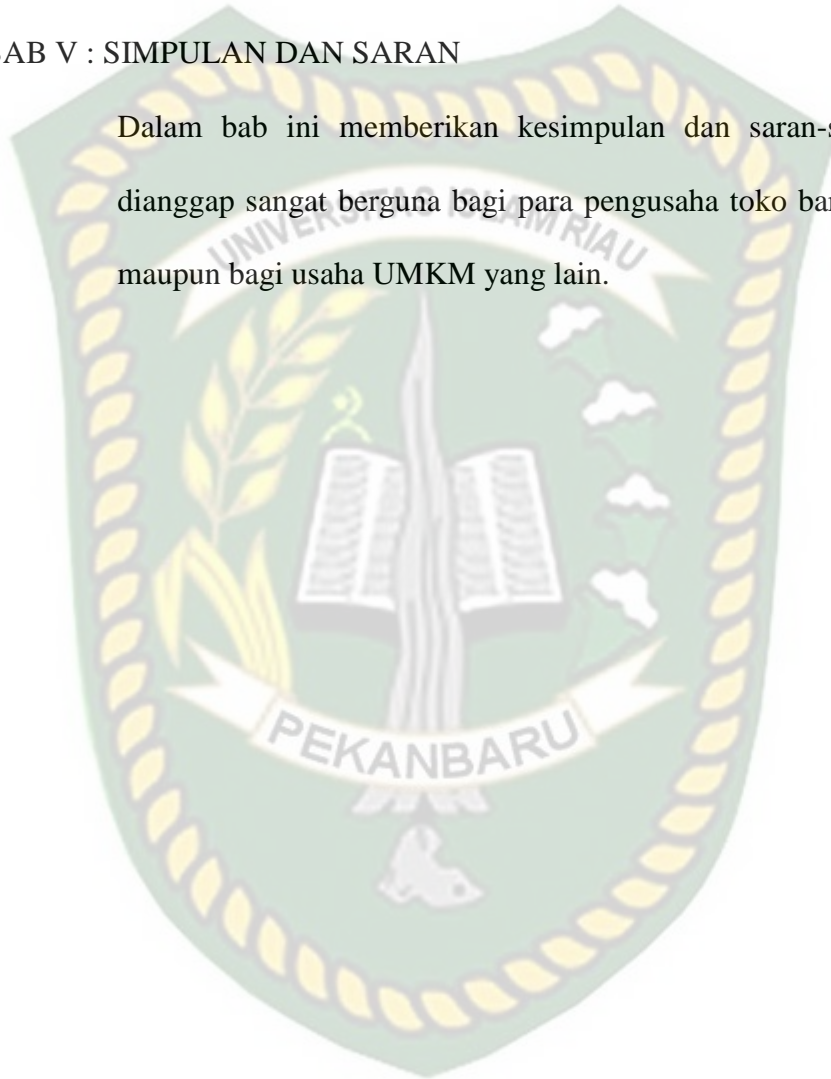 AB V : SIMPULAN DAN SARAN
Dalam bab ini memberikan kesimpulan dan saran-s
dianggap sangat berguna bagi para pengusaha toko bar
maupun bagi usaha UMKM yang lain.
UNIVERSITAS ISLAM RIAU
PEKANBARU